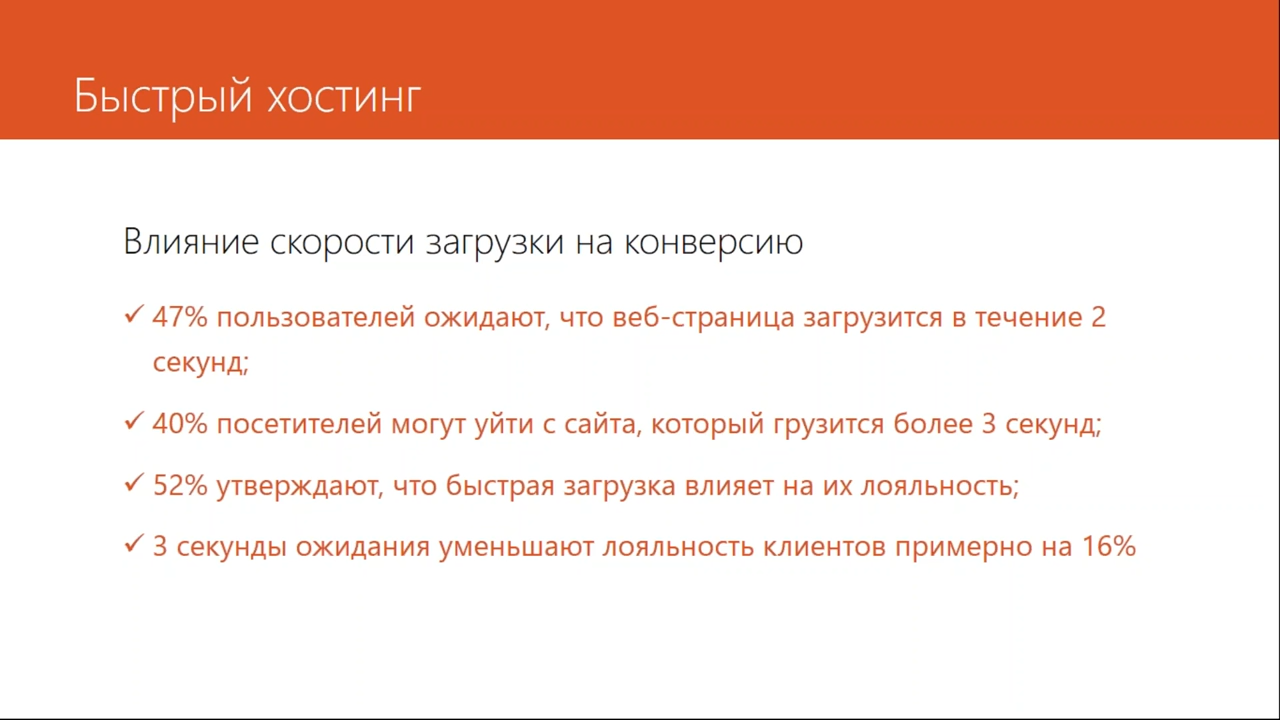 Быстрый хостинг
Влияние скорости загрузки на конверсию
✓ 47% пользователей ожидают, что веб-страница загрузится в течение 2
секунд;
✓ 40% посетителей могут уйти с сайта, который грузится более 3 секунд;
✓ 52% утверждают, что быстрая загрузка влияет на их лояльность;
✓ 3 секунды ожидания уменьшают лояльность клиентов примерно на 16%